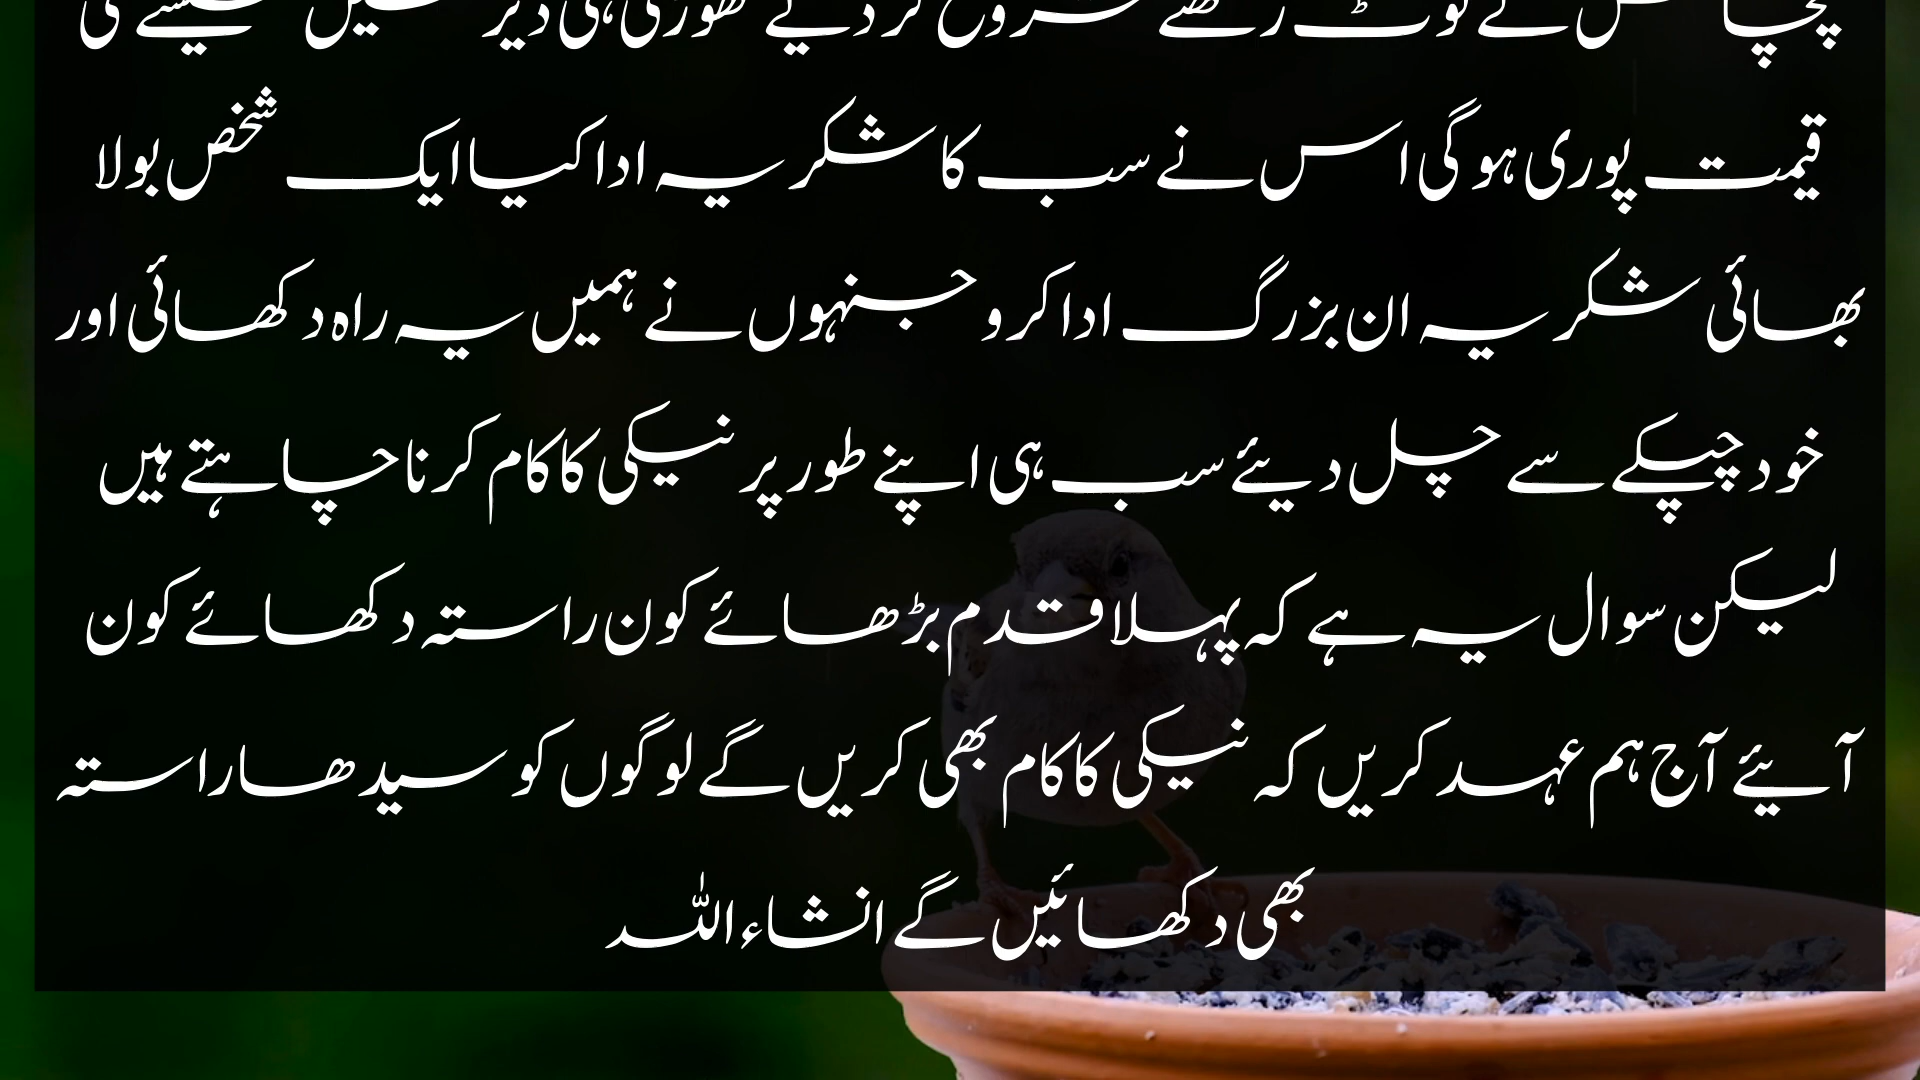 کے نوٹ رکھنے شروع کر دیے تھوڑی ہی دیر میں شیشے کی
قیمت پوری ہو گی اس نے سب کا شکریہ ادا کیا ایک شخص بولا
بھائی شکریہ ان بزرگ ادا کرو جنہوں نے ہمیں یہ راہ دکھائی اور
خود چپکے سے چل دیئے سب ہی اپنے طور پر نیکی کا کام کرنا چاہتے ہیں
لیکن سوال یہ ہے کہ پہلا قدم بڑھائے کون راستہ دکھائے کون
آیئے آج ہم عہد کریں کہ نیکی کا کام بھی کریں گے لوگوں کو سیدھا راستہ
بھی دکھائیں گے انشاء اللہ